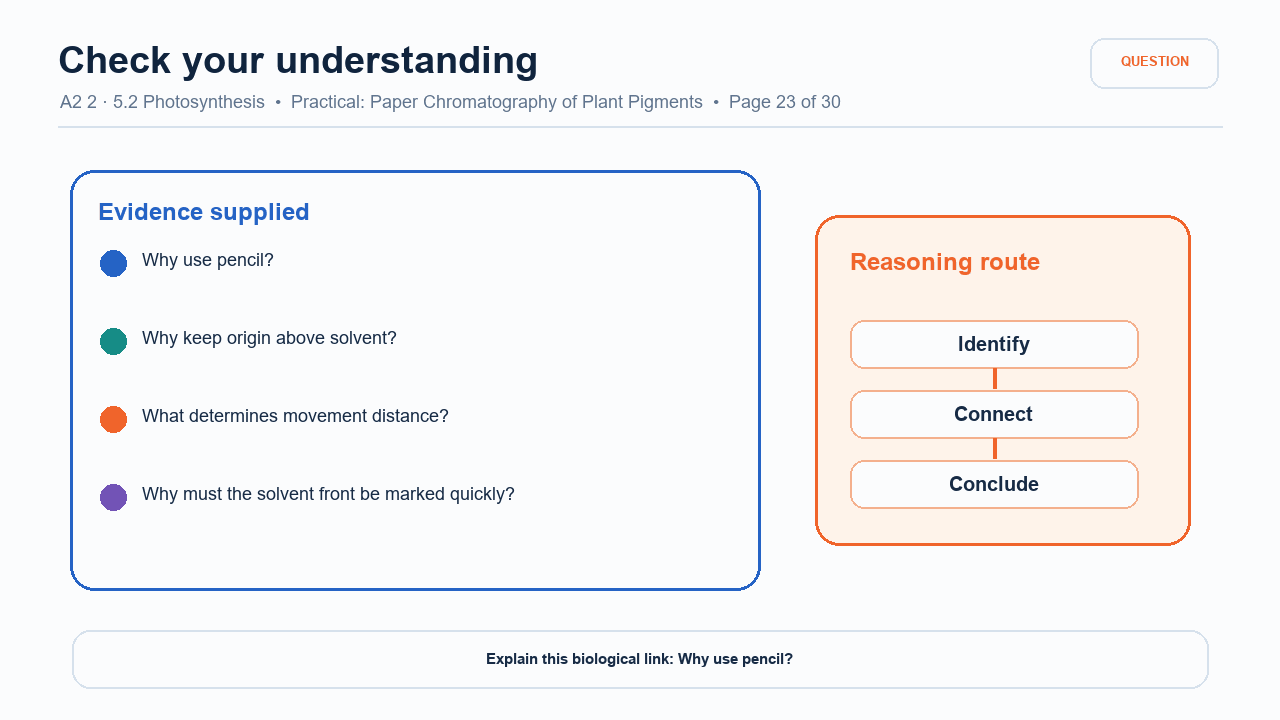 Check your understanding
QUESTION
A2 2 · 5.2 Photosynthesis • Practical: Paper Chromatography of Plant Pigments • Page 23 of 30
Evidence supplied
Why use pencil?
Why keep origin above solvent?
What determines movement distance?
Why must the solvent front be marked quickly?
Reasoning route
Identify
Connect
Conclude
Explain this biological link: Why use pencil?